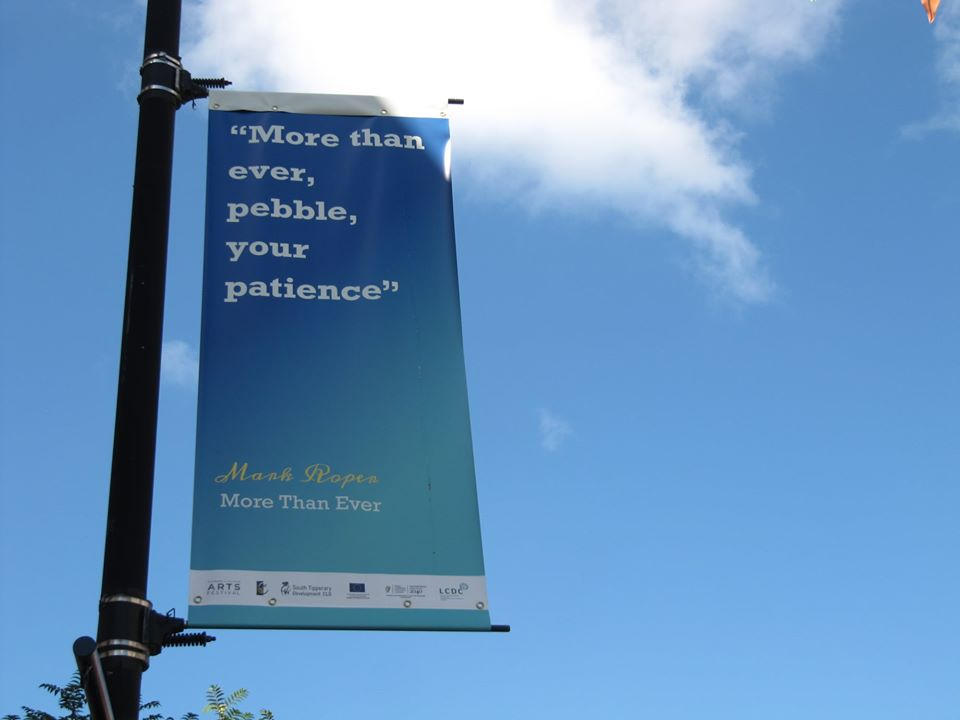 “More than
ever,
pebble,
your
patience”
Mark Roper
More Than Ever
ARTS
FESTIVAL
South Tipperary
Development CLG
LCDC